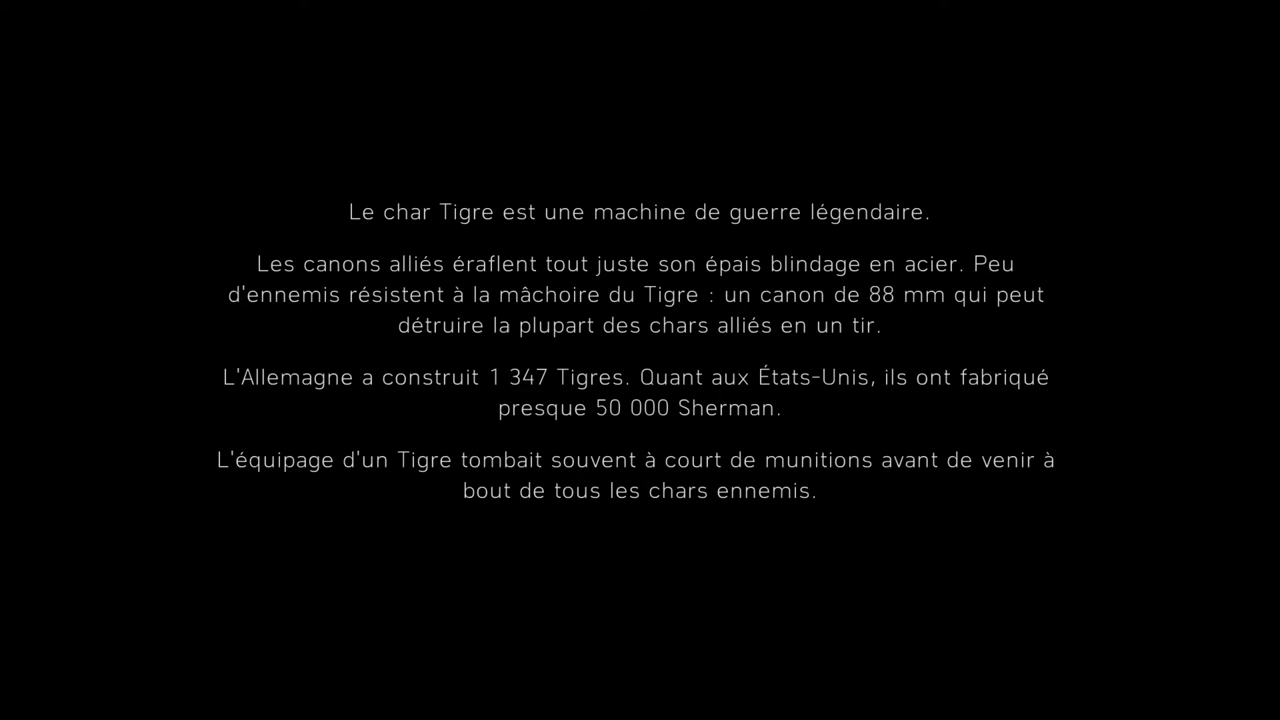 Le char Tigre est une machine de guerre légendaire.
Les canons alliés éraflent tout juste son épais blindage en acier. Peu
d'ennemis résistent à la mâchoire du Tigre : un canon de 88 mm qui peut
détruire la plupart des chars alliés en un tir.
L'Allemagne a construit 1 347 Tigres. Quant aux États-Unis, ils ont fabriqué
presque 50 000 Sherman.
L'équipage d'un Tigre tombait souvent à court de munitions avant de venir à
bout de tous les chars ennemis.